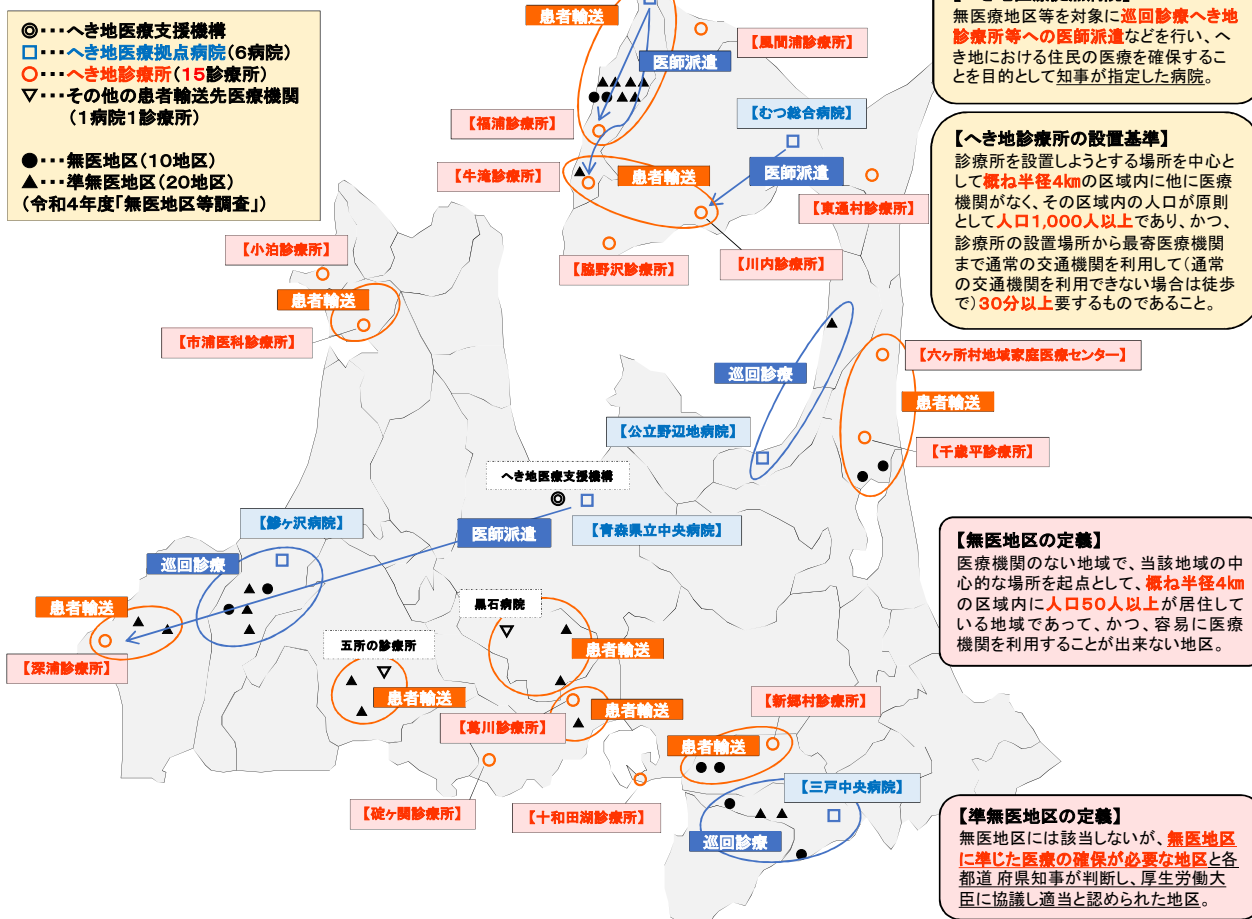 ◎・・・へき地医療支援機構
□・・・へき地医療拠点病院(6病院)
○・・・へき地診療所(15診療所)
▽・・・その他の患者輸送先医療機関
(1病院1診療所)
●・・・無医地区(10地区)
▲・・・準無医地区(20地区)
(令和4年度「無医地区等調査」)
患者輸送
【風間浦診療所】
医師派遣
【福浦診療所】
【むつ総合病院】
【牛滝診療所】
患者輸送
医師派遣
【東通村診療所】
【脇野沢診療所】
【川内診療所】
【小泊診療所】
患者輸送
【市浦医科診療所】
巡回診療
【六ヶ所村地域家庭医療センター】
患者輸送
【公立野辺地病院】
【千歳平診療所】
へき地医療支援機構
【青森県立中央病院】
医師派遣
【鰺ヶ沢病院】
巡回診療
患者輸送
【深浦診療所】
黒石病院
患者輸送
五所の診療所
患者輸送
【葛川診療所】
患者輸送
【新郷村診療所】
患者輸送
【碇ヶ関診療所】
【十和田湖診療所】
【三戸中央病院】
巡回診療
無医療地区等を対象に巡回診療へき地
診療所等への医師派遣などを行い、へ
き地における住民の医療を確保するこ
とを目的として知事が指定した病院。
【へき地診療所の設置基準】
診療所を設置しようとする場所を中心と
して概ね半径4kmの区域内に他に医療
機関がなく、その区域内の人口が原則
として人口1,000人以上であり、かつ、
診療所の設置場所から最寄医療機関
まで通常の交通機関を利用して(通常
の交通機関を利用できない場合は徒歩
で)30分以上要するものであること。
【無医地区の定義】
医療機関のない地域で、当該地域の中
心的な場所を起点として、概ね半径4km
の区域内に人口50人以上が居住して
いる地域であって、かつ、容易に医療
機関を利用することが出来ない地区。
【準無医地区の定義】
無医地区には該当しないが、無医地区
に準じた医療の確保が必要な地区と各
都道 府県知事が判断し、厚生労働大
臣に協議し適当と認められた地区。